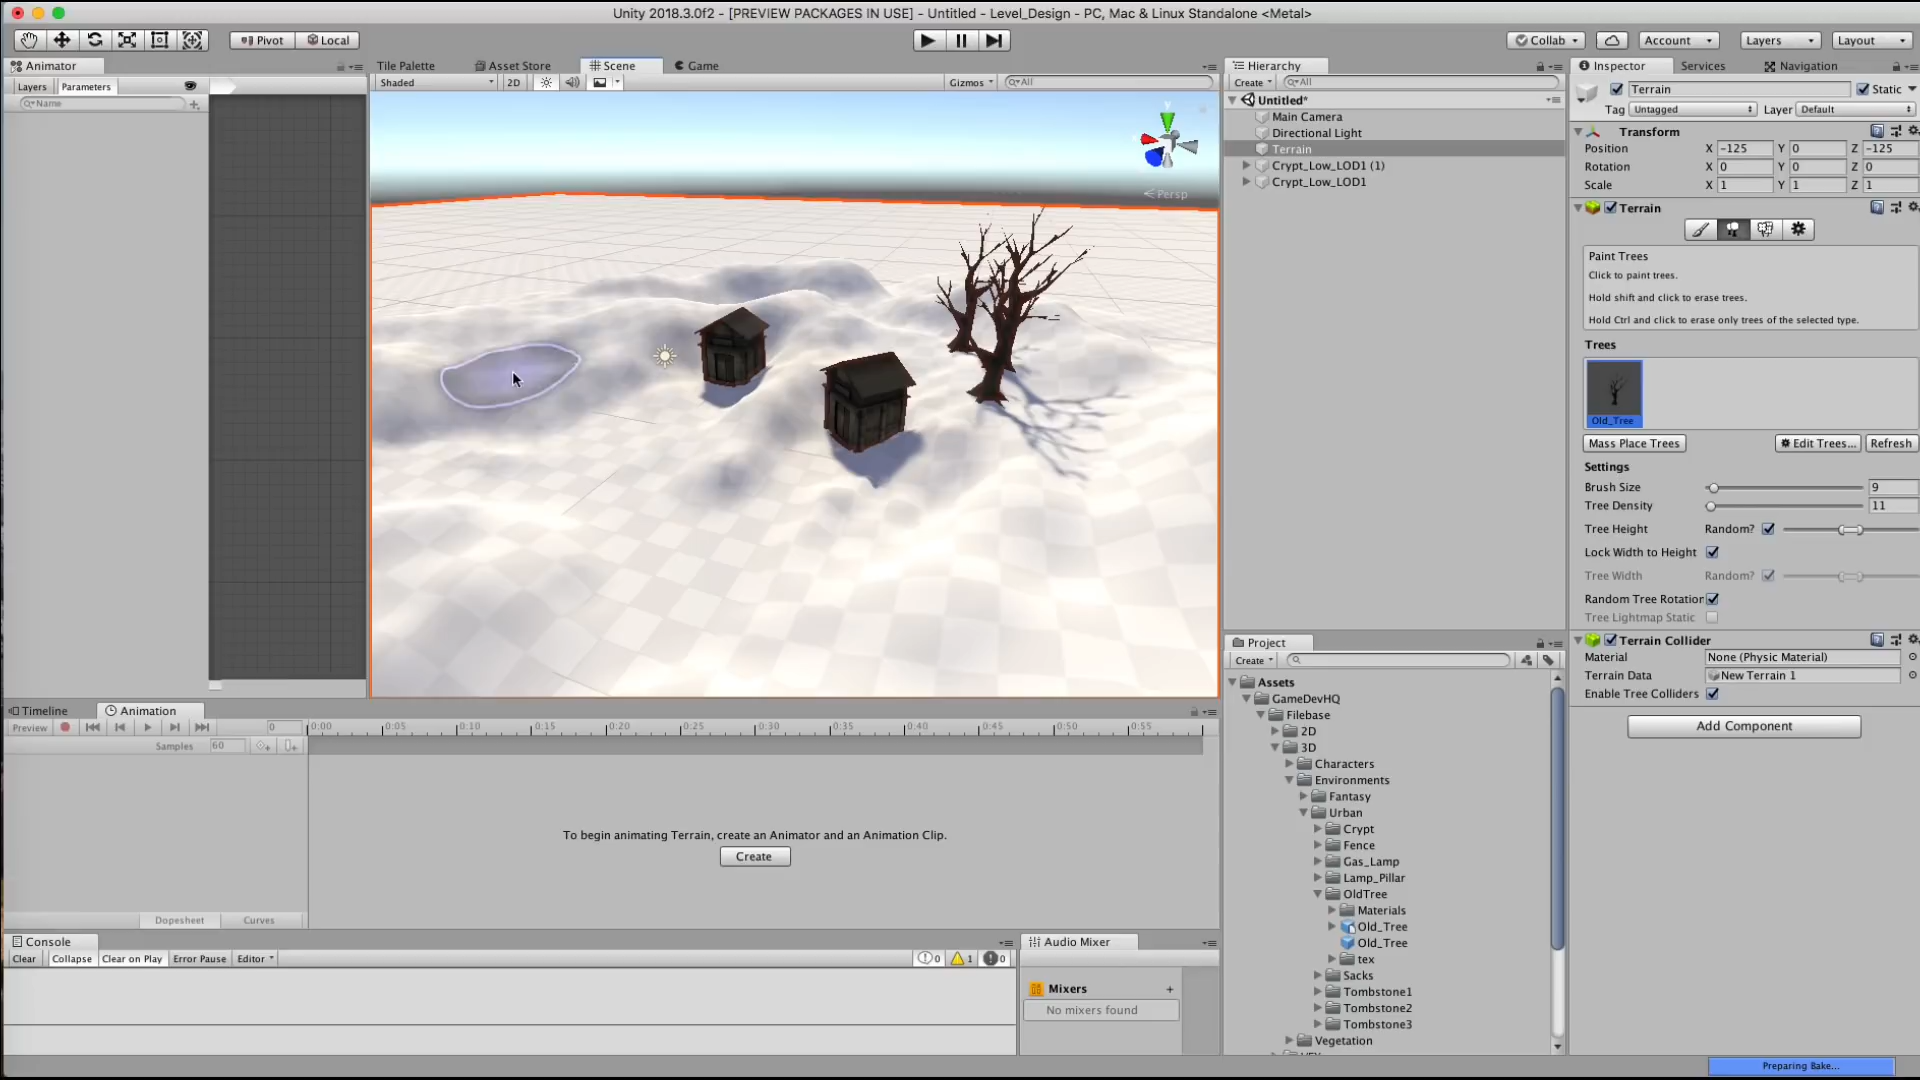 Unity 2018.3.0f2 - [PREVIEW PACKAGES IN USE] - Untitled - Level_Design - PC, Mac & Linux Standalone <Metal>
Pivot Local Collab Account Layers Layout
Animator Tile Palette Asset Store Scene Game Hierarchy Inspector Services Navigation
Layers Parameters Shaded 2D Gizmos All Create All
Name
Untitled*
Main Camera
Directional Light
Terrain
Crypt_Low_LOD1 (1)
Crypt_Low_LOD1
y
Persp
Terrain Static
Tag Untagged Layer Default
Transform
Position X -125 Y 0 Z -125
Rotation X 0 Y 0 Z 0
Scale X 1 Y 1 Z 1
Terrain
Paint Trees
Click to paint trees.
Hold shift and click to erase trees.
Hold Ctrl and click to erase only trees of the selected type.
Trees
Old_Tree
Mass Place Trees Edit Trees... Refresh
Settings
Brush Size 9
Tree Density 11
Tree Height Random?
Lock Width to Height
Tree Width Random?
Random Tree Rotation
Tree Lightmap Static
Terrain Collider
Material None (Physic Material)
Terrain Data New Terrain 1
Enable Tree Colliders
Add Component
Project
Create
Assets
GameDevHQ
Filebase
2D
3D
Characters
Environments
Fantasy
Urban
Crypt
Fence
Gas_Lamp
Lamp_Pillar
OldTree
Materials
Old_Tree
Old_Tree
tex
Sacks
Tombstone1
Tombstone2
Tombstone3
Vegetation
Timeline Animation
Preview 0 0:00 0:05 0:10 0:15 0:20 0:25 0:30 0:35 0:40 0:45 0:50 0:55
Samples 60
To begin animating Terrain, create an Animator and an Animation Clip.
Create
Dopesheet Curves
Console
Clear Collapse Clear on Play Error Pause Editor 0 1 0
Audio Mixer
Mixers +
No mixers found
Preparing Bake...